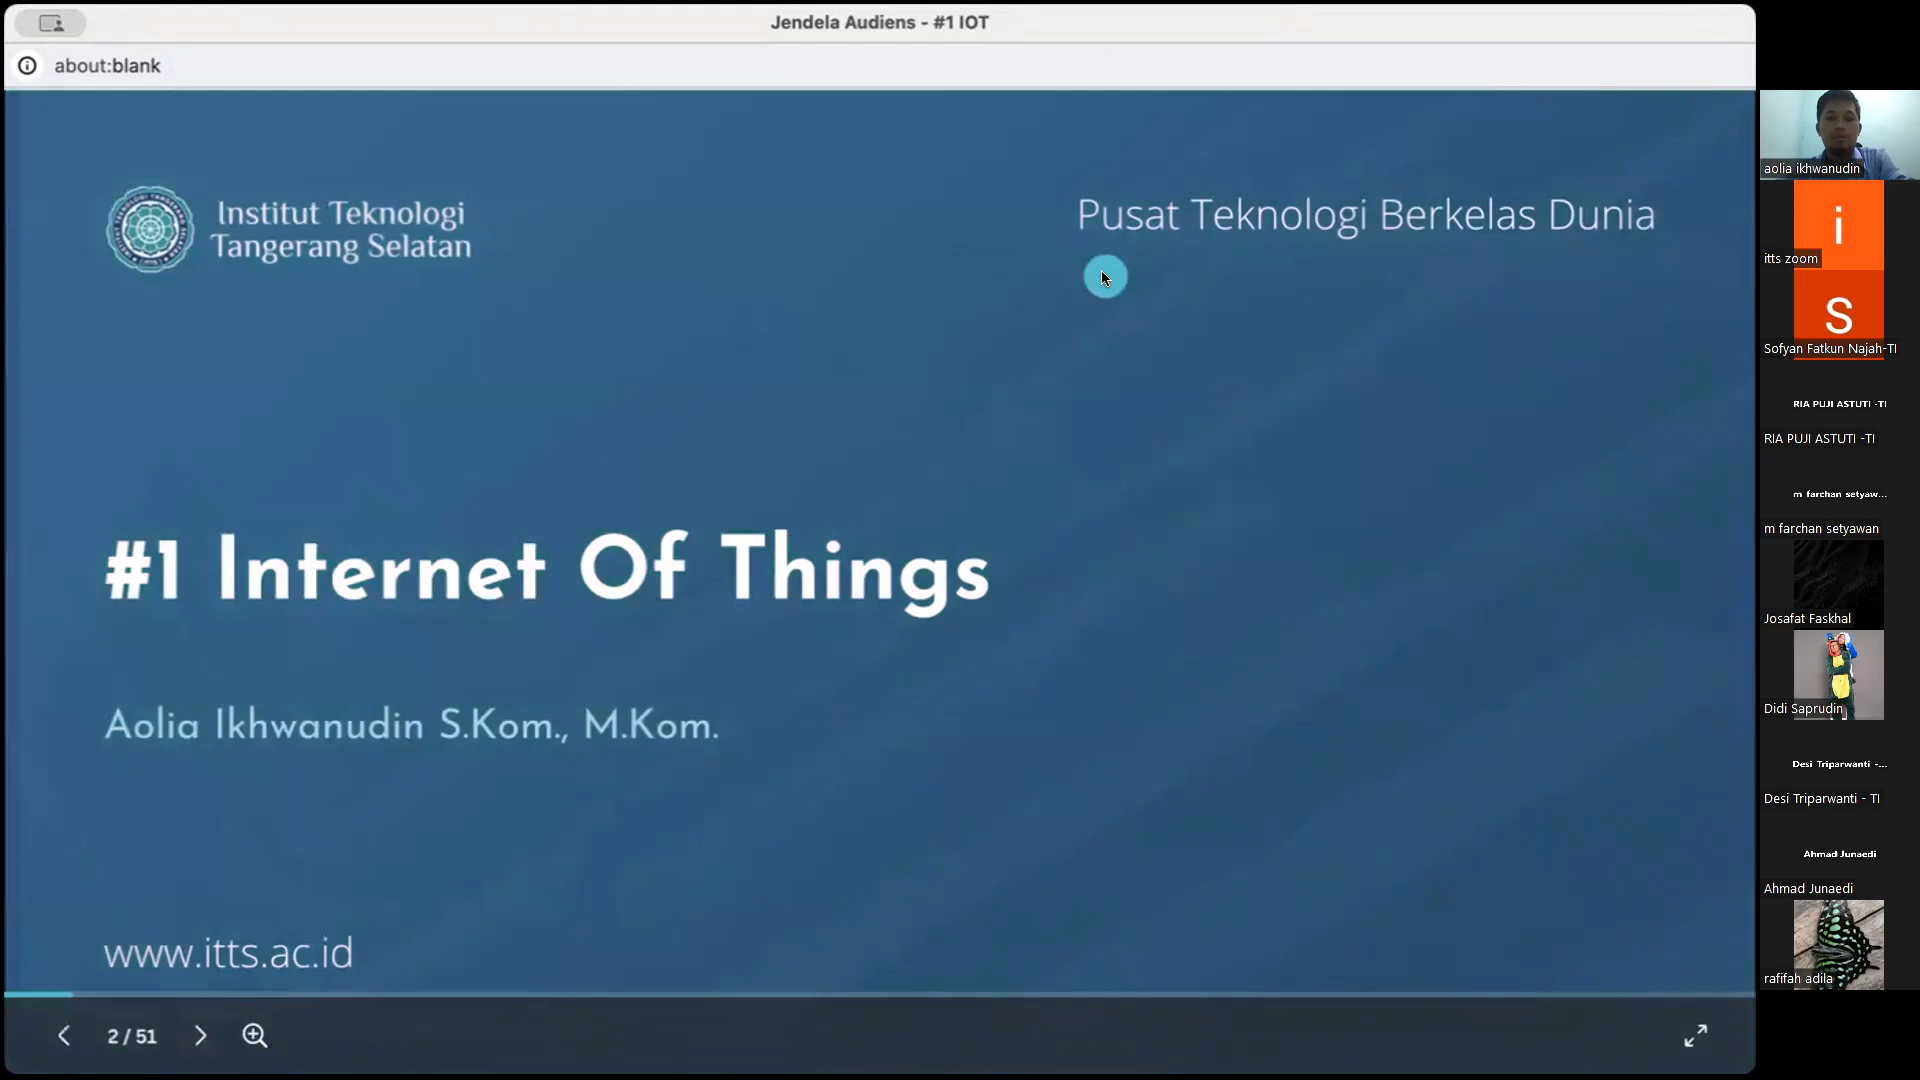 Jendela Audiens - #1 IOT
about:blank
Institut Teknologi
Tangerang Selatan
Pusat Teknologi Berkelas Dunia
#1 Internet Of Things
Aolia Ikhwanudin S.Kom., M.Kom.
www.itts.ac.id
2 / 51
aolia ikhwanudin
i
itts zoom
S
Sofyan Fatkun Najah-TI
RIA PUJI ASTUTI -TI
RIA PUJI ASTUTI -TI
m farchan setyaw...
m farchan setyawan
Josafat Faskhal
Didi Saprudin
Desi Triparwanti -...
Desi Triparwanti - TI
Ahmad Junaedi
Ahmad Junaedi
rafifah adila